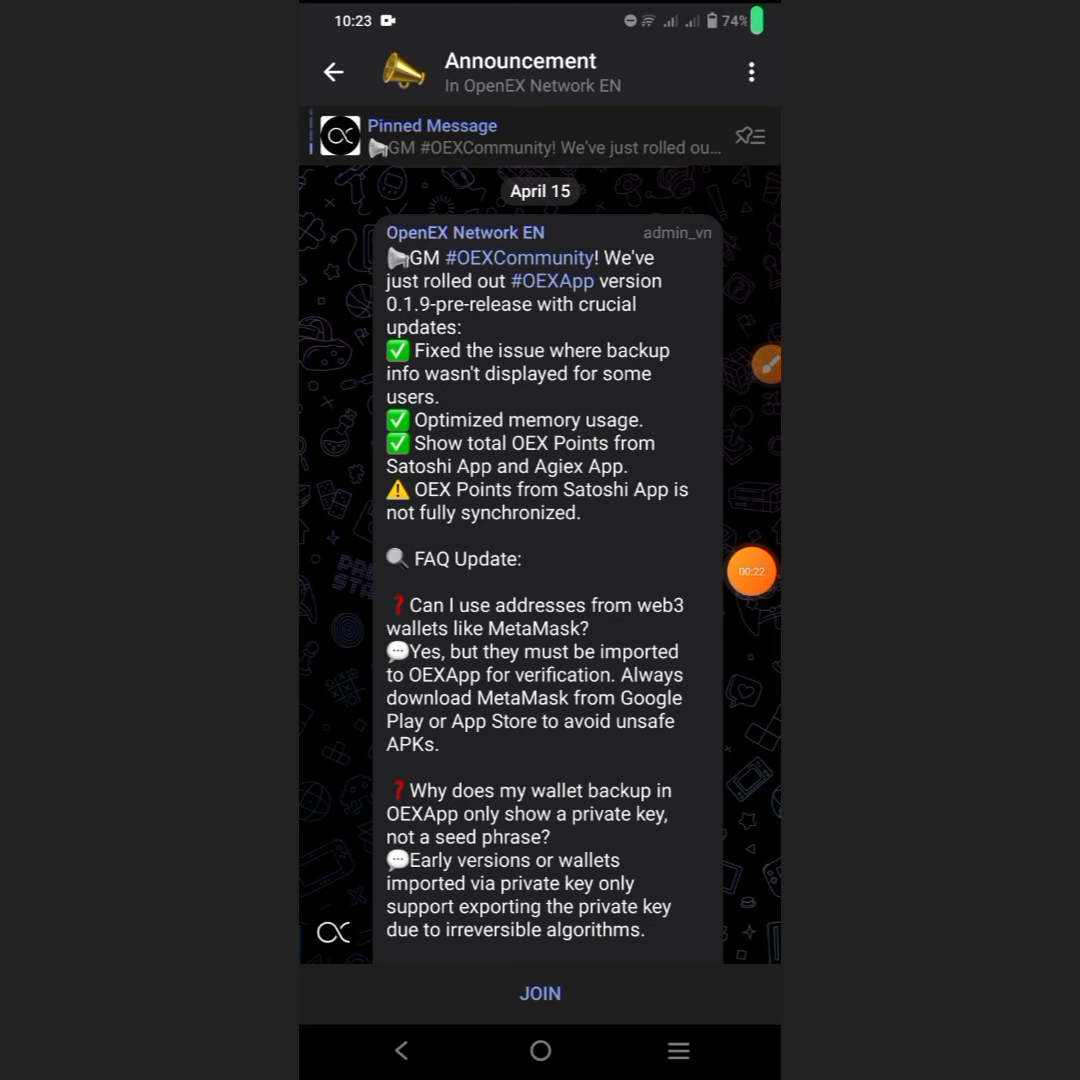 10:23
74%
Announcement
In OpenEX Network EN
Pinned Message
📢GM #OEXCommunity! We've just rolled ou...
April 15
OpenEX Network EN admin_vn
📢GM #OEXCommunity! We've
just rolled out #OEXApp version
0.1.9-pre-release with crucial
updates:
✅ Fixed the issue where backup
info wasn't displayed for some
users.
✅ Optimized memory usage.
✅ Show total OEX Points from
Satoshi App and Agiex App.
⚠️ OEX Points from Satoshi App is
not fully synchronized.
🔍 FAQ Update:
❓Can I use addresses from web3
wallets like MetaMask?
💬Yes, but they must be imported
to OEXApp for verification. Always
download MetaMask from Google
Play or App Store to avoid unsafe
APKs.
❓Why does my wallet backup in
OEXApp only show a private key,
not a seed phrase?
💬Early versions or wallets
imported via private key only
support exporting the private key
due to irreversible algorithms.
00:22
JOIN